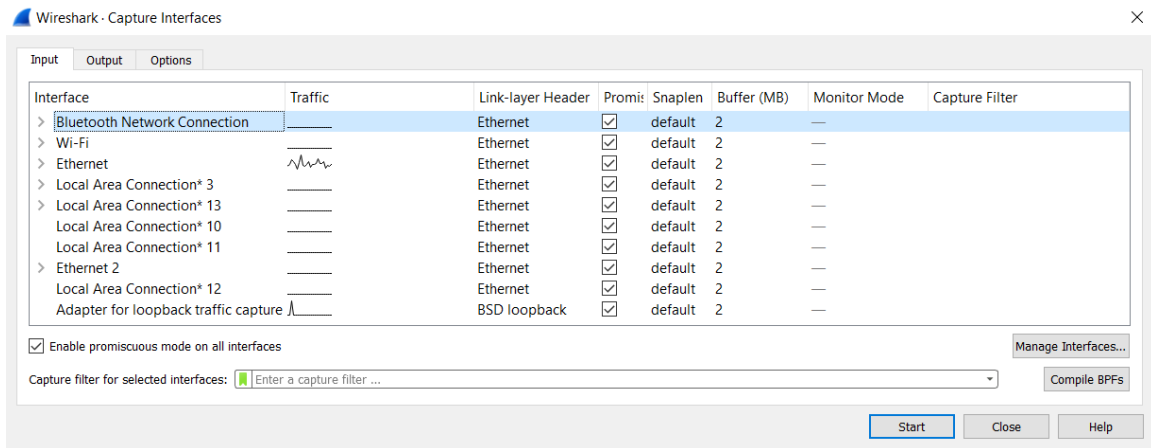 Wireshark · Capture Interfaces
Input Output Options
Interface Traffic Link-layer Header Promis Snaplen Buffer (MB) Monitor Mode Capture Filter
Bluetooth Network Connection Ethernet default 2 —
Wi-Fi Ethernet default 2 —
Ethernet Ethernet default 2 —
Local Area Connection* 3 Ethernet default 2 —
Local Area Connection* 13 Ethernet default 2 —
Local Area Connection* 10 Ethernet default 2 —
Local Area Connection* 11 Ethernet default 2 —
Ethernet 2 Ethernet default 2 —
Local Area Connection* 12 Ethernet default 2 —
Adapter for loopback traffic capture BSD loopback default 2 —
Enable promiscuous mode on all interfaces Manage Interfaces...
Capture filter for selected interfaces: Enter a capture filter ... Compile BPFs
Start Close Help